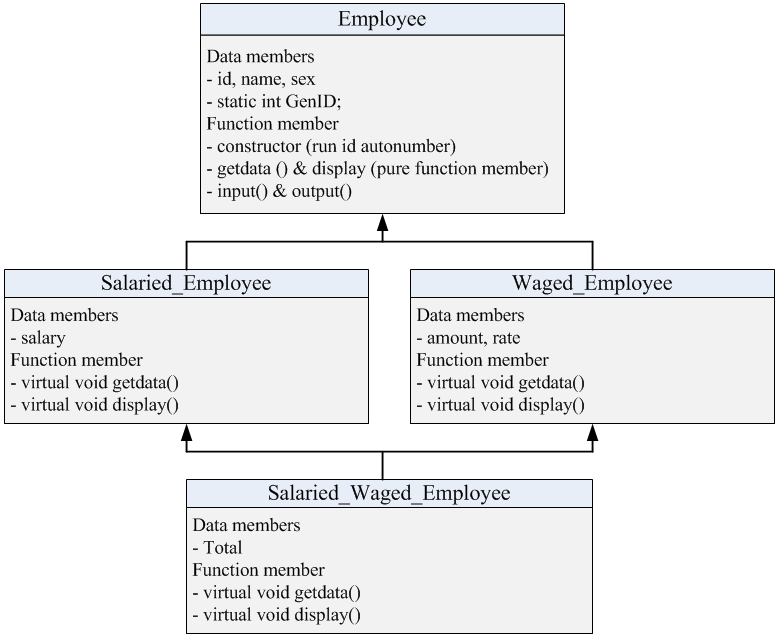 Employee
Data members
- id, name, sex
- static int GenID;
Function member
- constructor (run id autonumber)
- getdata () & display (pure function member)
- input() & output()
Salaried_Employee
Data members
- salary
Function member
- virtual void getdata()
- virtual void display()
Waged_Employee
Data members
- amount, rate
Function member
- virtual void getdata()
- virtual void display()
Salaried_Waged_Employee
Data members
- Total
Function member
- virtual void getdata()
- virtual void display()